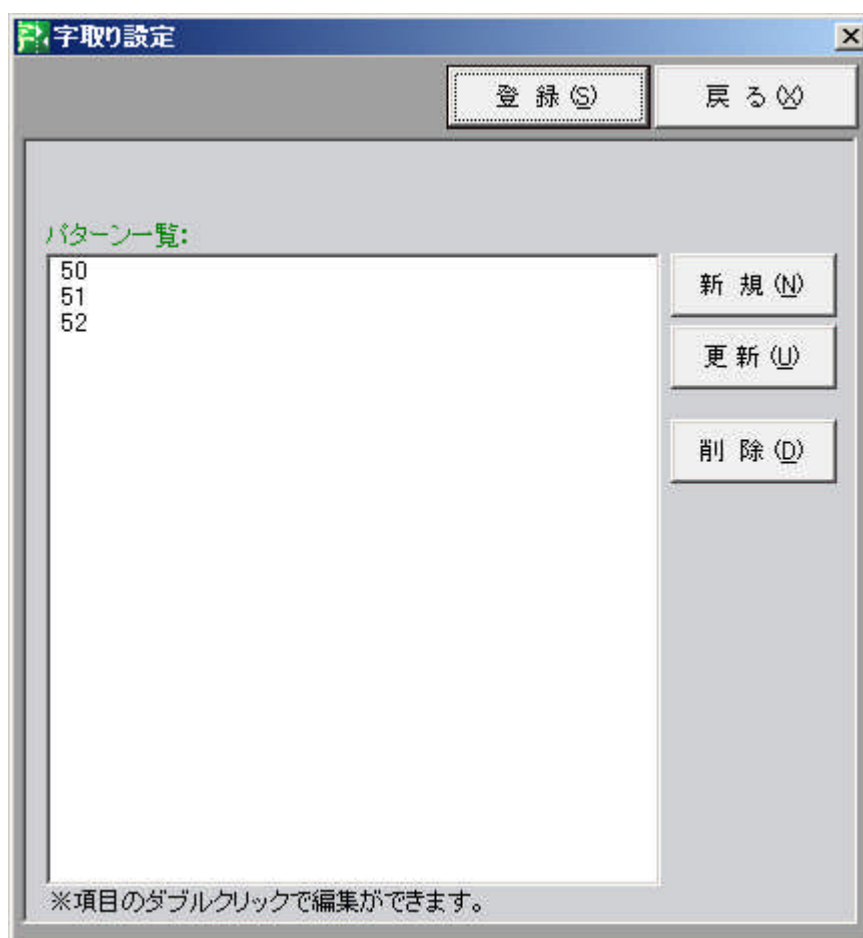 字取り設定
登 録(S) 戻 る(X)
パターン一覧:
50
51
52
新 規(N)
更 新(U)
削 除(D)
※項目のダブルクリックで編集ができます。